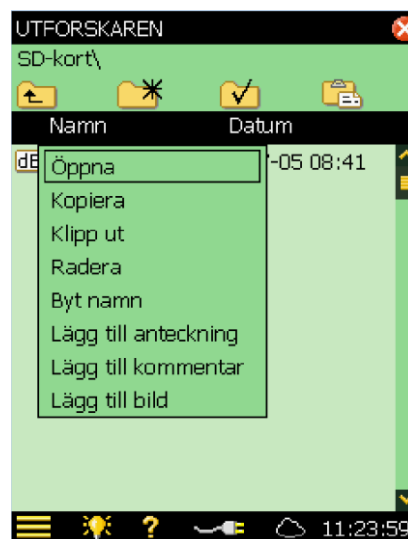 UTFORSKAREN
SD-kort\
Namn Datum
-05 08:41
Öppna
Kopiera
Klipp ut
Radera
Byt namn
Lägg till anteckning
Lägg till kommentar
Lägg till bild
? 11:23:59